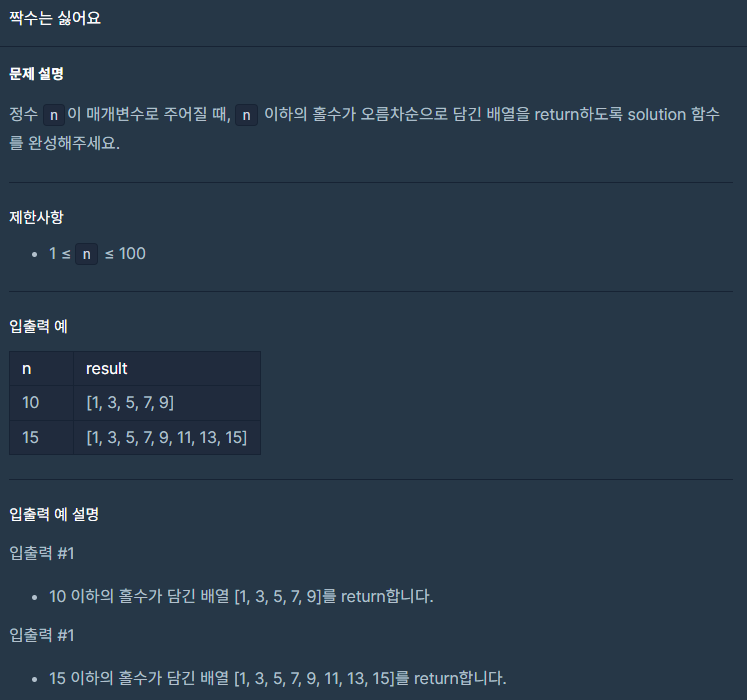 짝수는 싫어요
문제 설명
정수 n 이 매개변수로 주어질 때, n 이하의 홀수가 오름차순으로 담긴 배열을 return하도록 solution 함수
를 완성해주세요.
제한사항
• 1 ≤ n ≤ 100
입출력 예
n result
10 [1, 3, 5, 7, 9]
15 [1, 3, 5, 7, 9, 11, 13, 15]
입출력 예 설명
입출력 #1
• 10 이하의 홀수가 담긴 배열 [1, 3, 5, 7, 9]를 return합니다.
입출력 #1
• 15 이하의 홀수가 담긴 배열 [1, 3, 5, 7, 9, 11, 13, 15]를 return합니다.